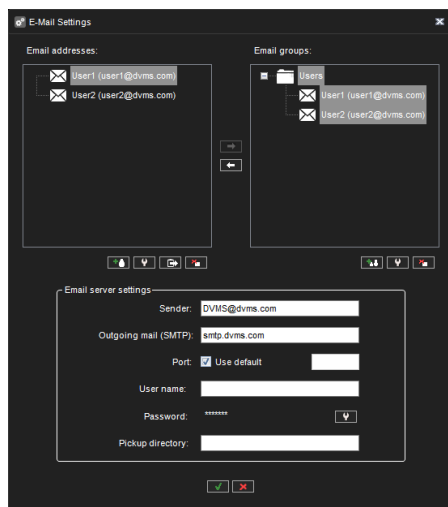 E-Mail Settings
Email addresses:
Email groups:
User1 (user1@dvms.com)
User2 (user2@dvms.com)
Users
User1 (user1@dvms.com)
User2 (user2@dvms.com)
Email server settings
Sender: DVMS@dvms.com
Outgoing mail (SMTP): smtp.dvms.com
Port: Use default
User name:
Password: *******
Pickup directory: